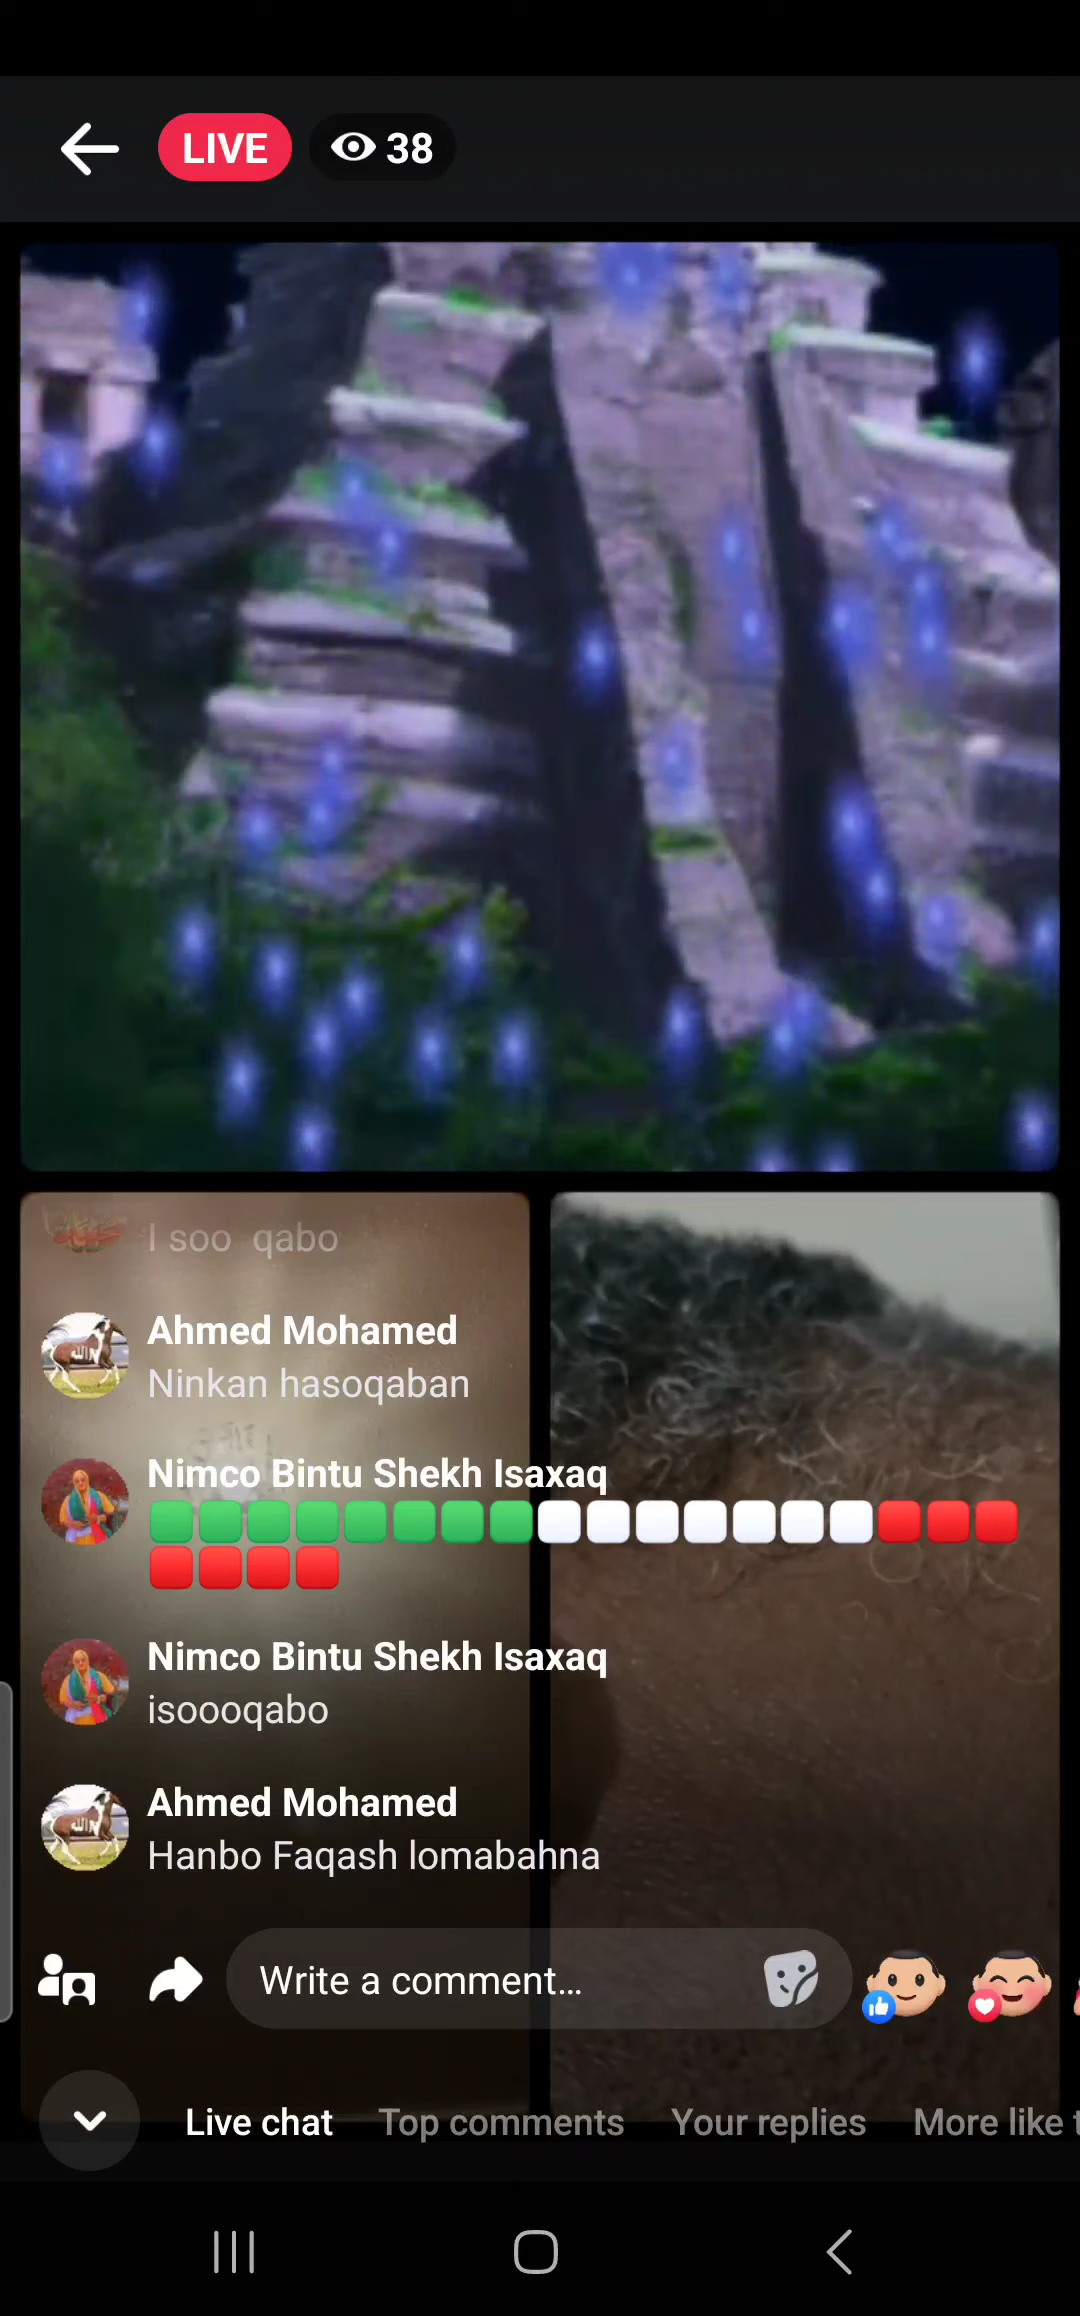 LIVE 38
I soo qabo
Ahmed Mohamed
Ninkan hasoqaban
Nimco Bintu Shekh Isaxaq
🟩🟩🟩🟩🟩🟩🟩🟩⬜⬜⬜⬜⬜⬜⬜🟥🟥🟥
🟥🟥🟥🟥
Nimco Bintu Shekh Isaxaq
isoooqabo
Ahmed Mohamed
Hanbo Faqash lomabahna
Write a comment...
Live chat Top comments Your replies More like